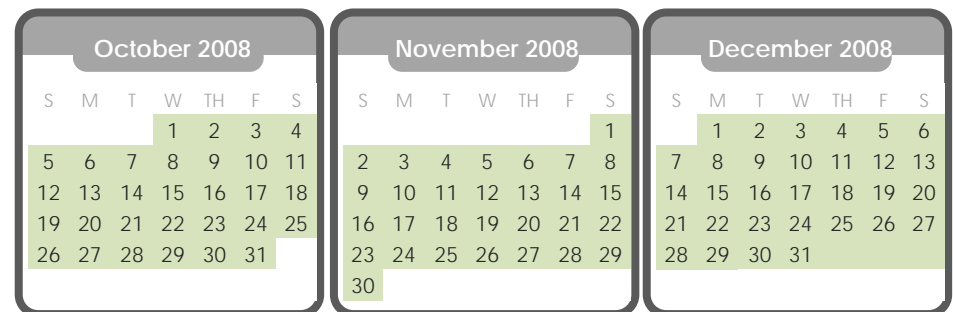 October 2008
S M T W TH F S
1 2 3 4
5 6 7 8 9 10 11
12 13 14 15 16 17 18
19 20 21 22 23 24 25
26 27 28 29 30 31
November 2008
S M T W TH F S
1
2 3 4 5 6 7 8
9 10 11 12 13 14 15
16 17 18 19 20 21 22
23 24 25 26 27 28 29
30
December 2008
S M T W TH F S
1 2 3 4 5 6
7 8 9 10 11 12 13
14 15 16 17 18 19 20
21 22 23 24 25 26 27
28 29 30 31